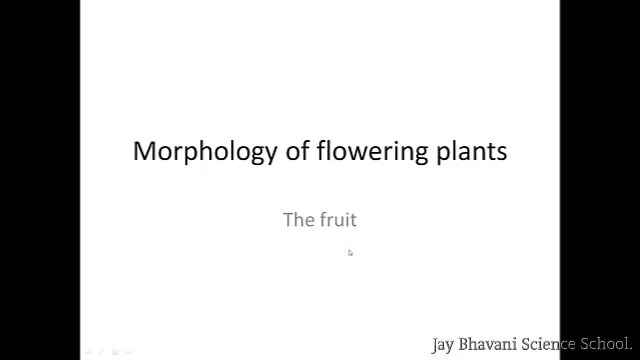 Morphology of flowering plants
The fruit
Jay Bhavani Science School.